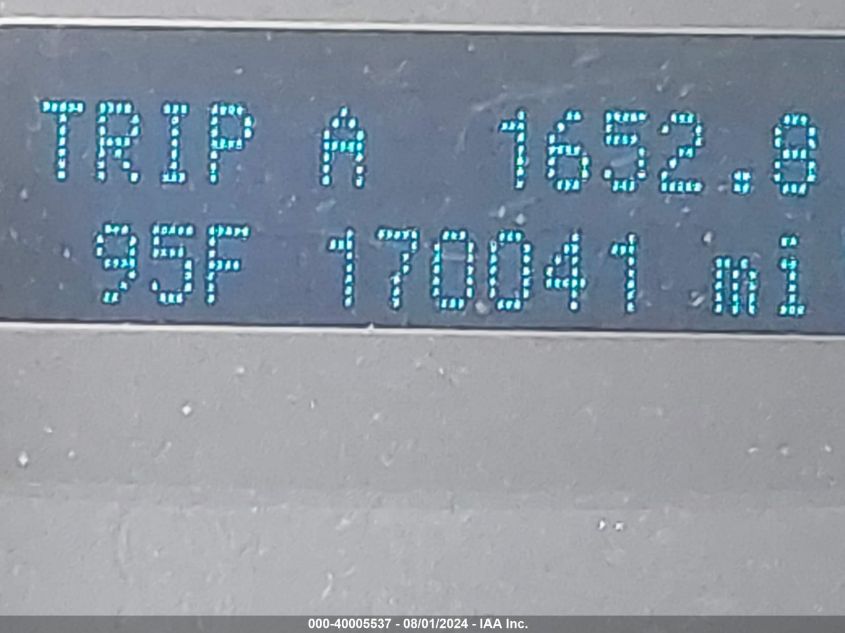 TRIP A 1652.8
95F 170041 mi
000-40005537 - 08/01/2024 - IAA Inc.